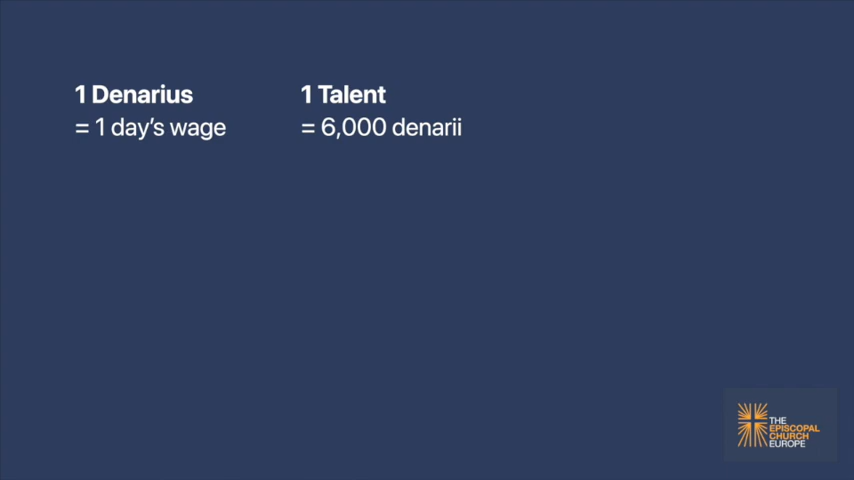 1 Denarius
= 1 day's wage
1 Talent
= 6,000 denarii
THE
EPISCOPAL
CHURCH
EUROPE